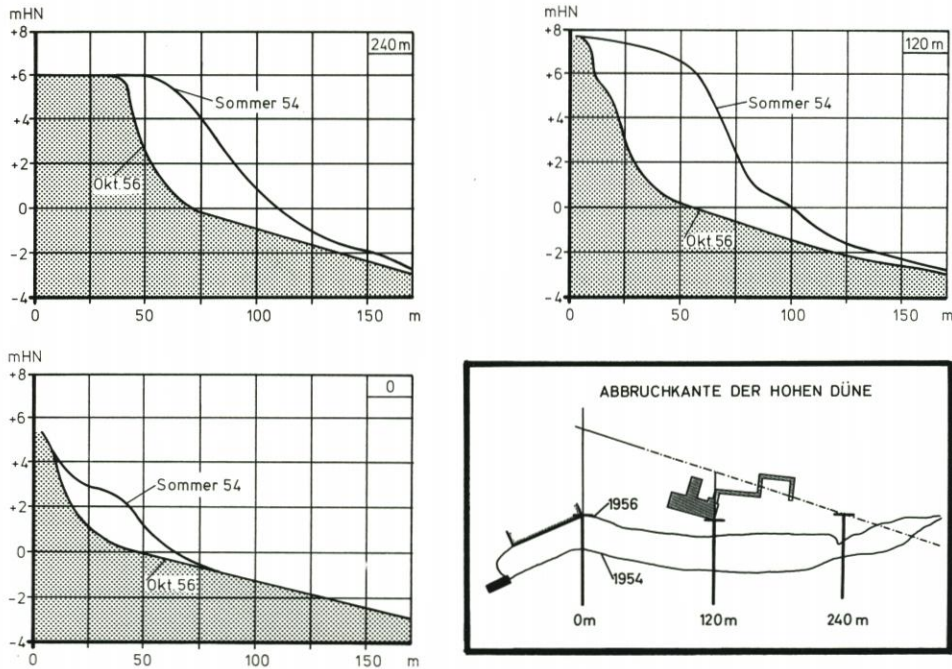 mHN
+8
240m
+6
Sommer 54
+4
+2
Okt.56
0
-2
-4
0 50 100 150 m
mHN
+8
120m
+6
Sommer 54
+4
+2
0
Okt.56
-2
-4
0 25 50 75 100 150 m
mHN
+8
0
+6
+4
Sommer 54
+2
0
Okt.56
-2
-4
0 50 100 150 m
ABBRUCHKANTE DER HOHEN DÜNE
1956
1954
0m 120m 240m